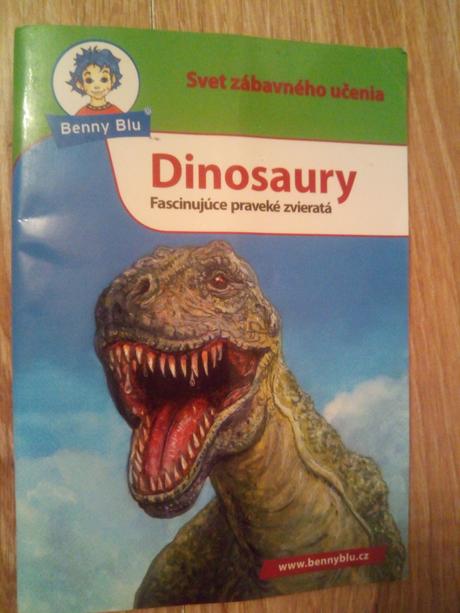 Svet zábavného učenia
Benny Blu®
Dinosaury
Fascinujúce praveké zvieratá
www.bennyblu.cz